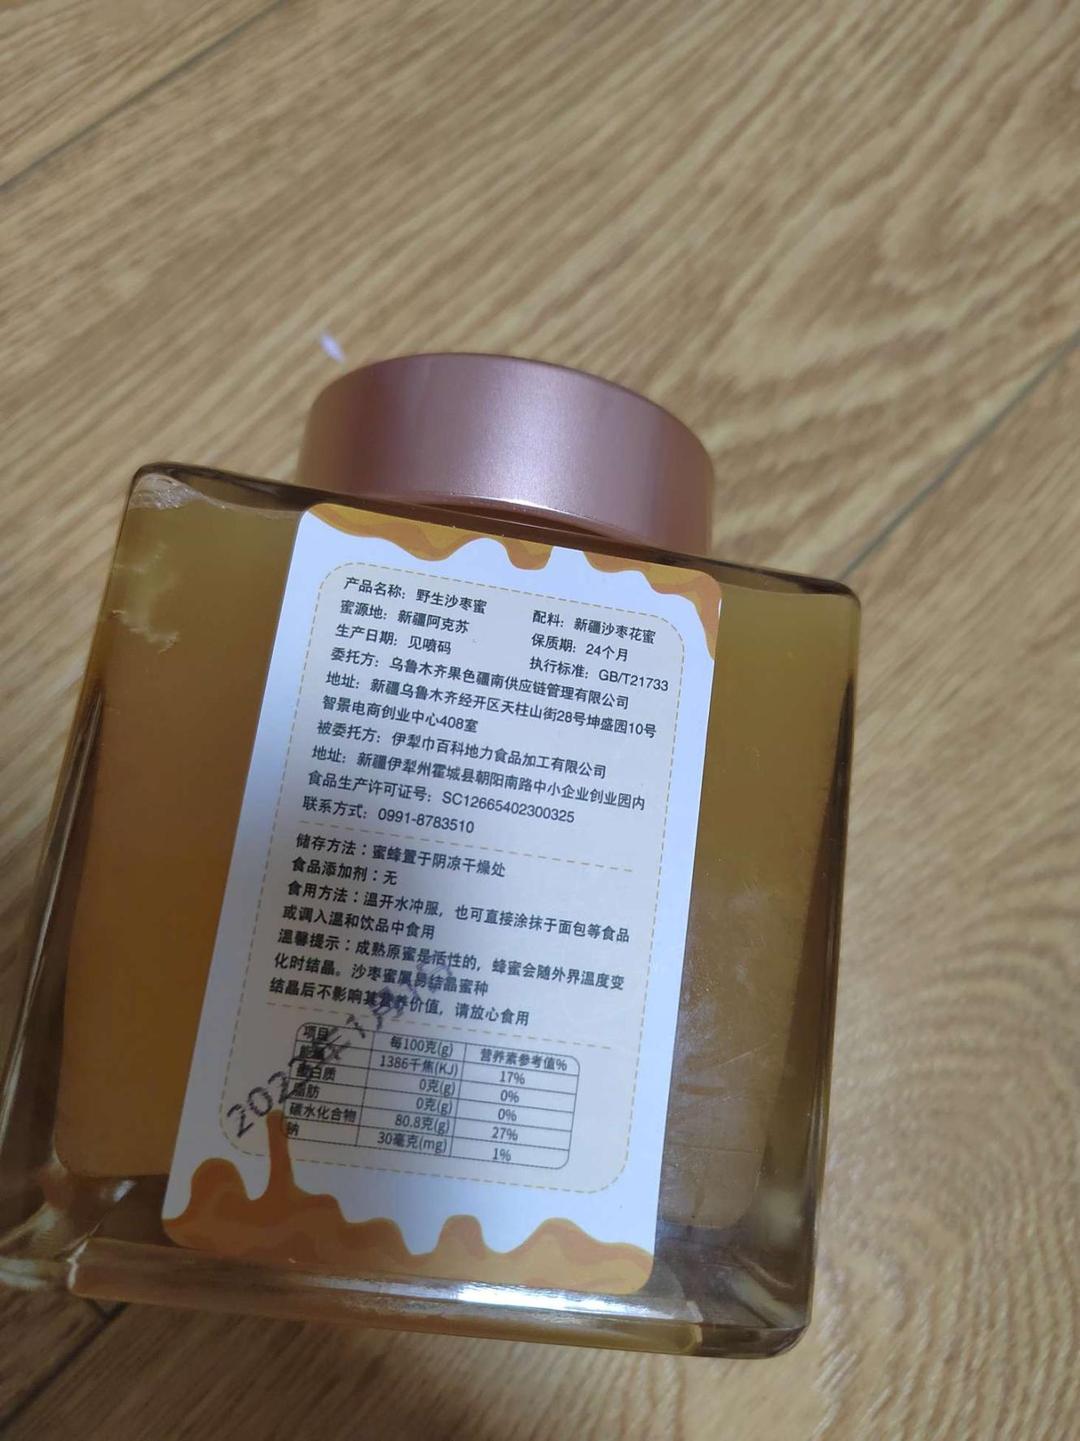 产品名称：野生沙枣蜜 配料：新疆沙枣花蜜
蜜源地：新疆阿克苏 保质期：24个月
生产日期：见喷码 执行标准：GB/T21733
委托方：乌鲁木齐果色疆南供应链管理有限公司
地址：新疆乌鲁木齐经开区天柱山街28号坤盛园10号
智景电商创业中心408室
被委托方：伊犁巾百科地力食品加工有限公司
地址：新疆伊犁州霍城县朝阳南路中小企业创业园内
食品生产许可证号：SC12665402300325
联系方式：0991-8783510
储存方法：蜜蜂置于阴凉干燥处
食品添加剂：无
食用方法：温开水冲服，也可直接涂抹于面包等食品
或调入温和饮品中食用
温馨提示：成熟原蜜是活性的，蜂蜜会随外界温度变
化时结晶。沙枣蜜属易结晶蜜种
结晶后不影响其营养价值，请放心食用
项目 每100克(g) 营养素参考值%
能量 1386千焦(KJ) 17%
蛋白质 0克(g) 0%
脂肪 0克(g) 0%
碳水化合物 80.8克(g) 27%
钠 30毫克(mg) 1%